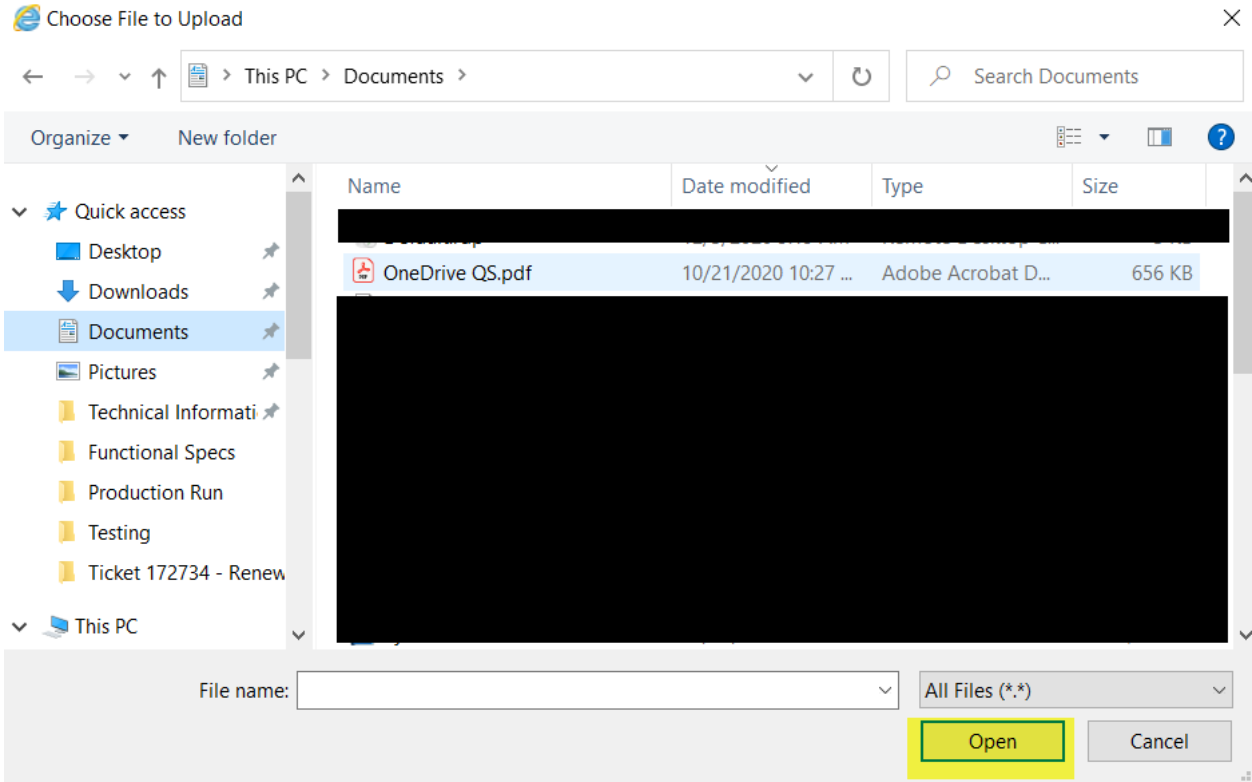 Choose File to Upload
This PC > Documents >
Search Documents
Organize
New folder
?
Name
Date modified
Type
Size
Quick access
Desktop
Downloads
Documents
Pictures
Technical Informati
Functional Specs
Production Run
Testing
Ticket 172734 - Renew
This PC
OneDrive QS.pdf 10/21/2020 10:27 ... Adobe Acrobat D... 656 KB
File name:
All Files (*.*)
Open
Cancel